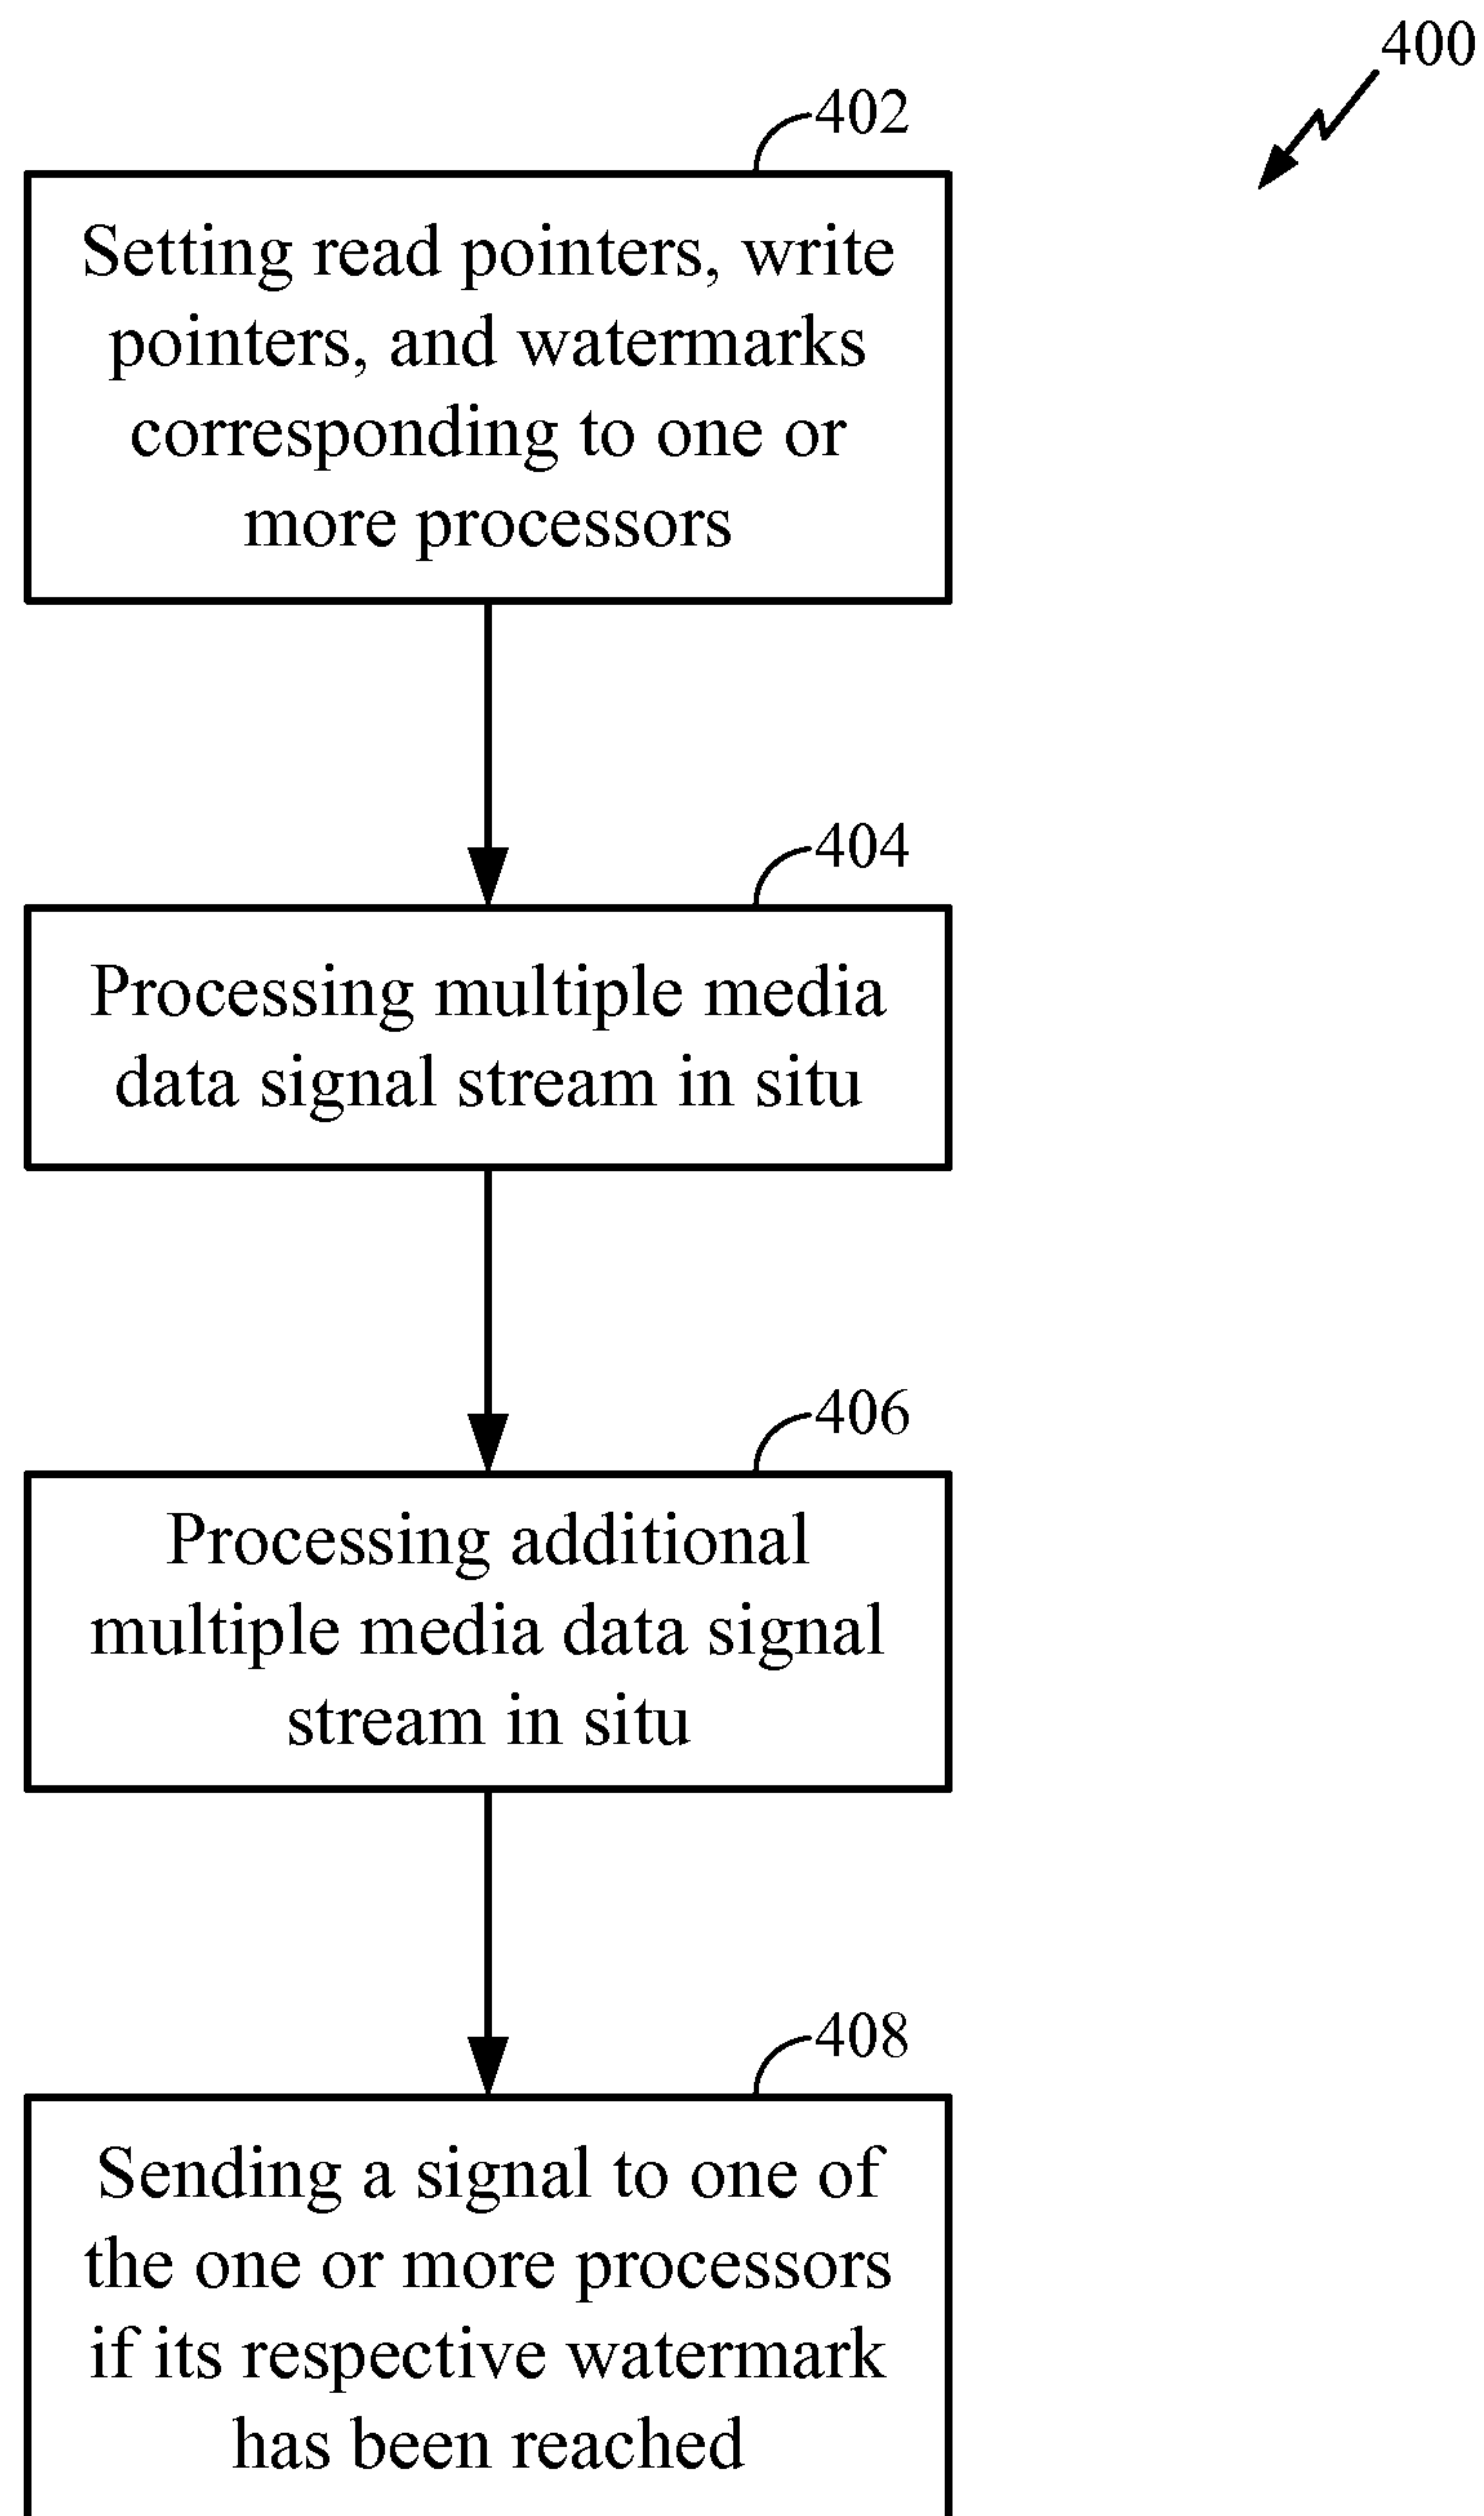 400
402
Setting read pointers, write
pointers, and watermarks
corresponding to one or
more processors
404
Processing multiple media
data signal stream in situ
406
Processing additional
multiple media data signal
stream in situ
408
Sending a signal to one of
the one or more processors
if its respective watermark
has been reached